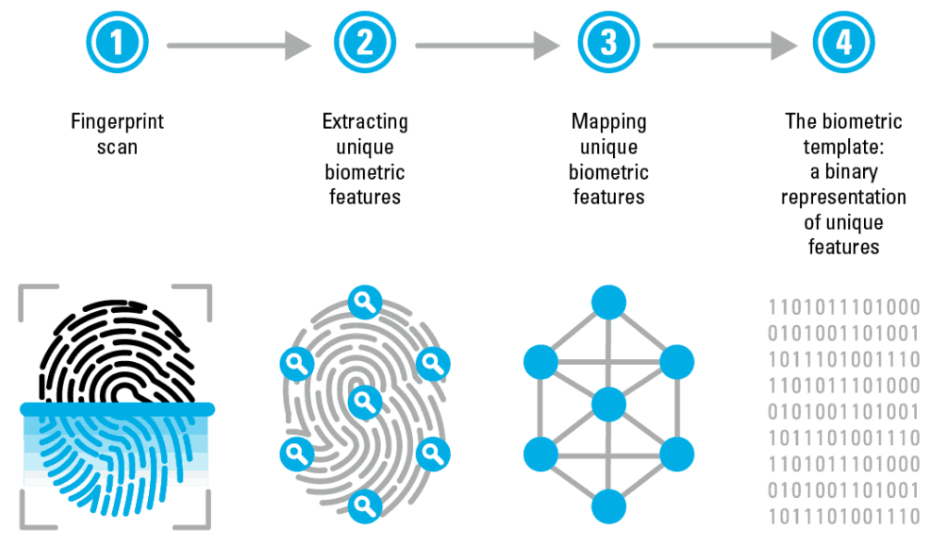 1
2
3
4
Fingerprint
scan
Extracting
unique
biometric
features
Mapping
unique
biometric
features
The biometric
template:
a binary
representation
of unique
features
1101011101000
0101001101001
1011101001110
1101011101000
0101001101001
1011101001110
1101011101000
0101001101001
1011101001110